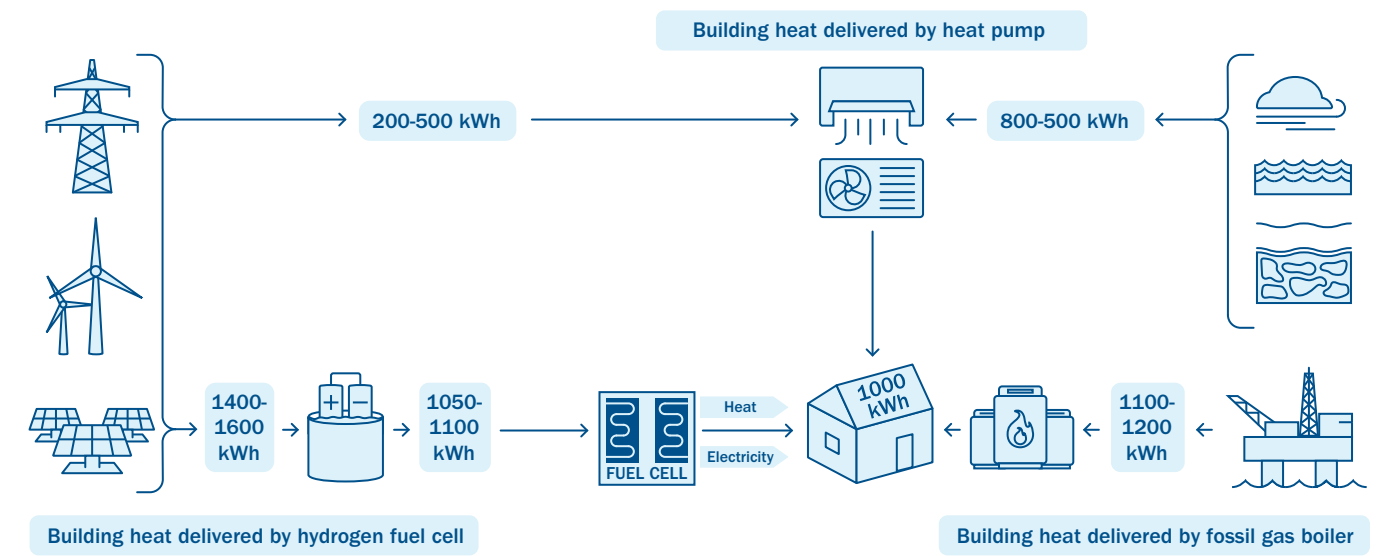 Building heat delivered by heat pump
200-500 kWh
800-500 kWh
1400-
1600
kWh
+ −
1050-
1100
kWh
FUEL CELL
Heat
Electricity
1000
kWh
1100-
1200
kWh
Building heat delivered by hydrogen fuel cell
Building heat delivered by fossil gas boiler